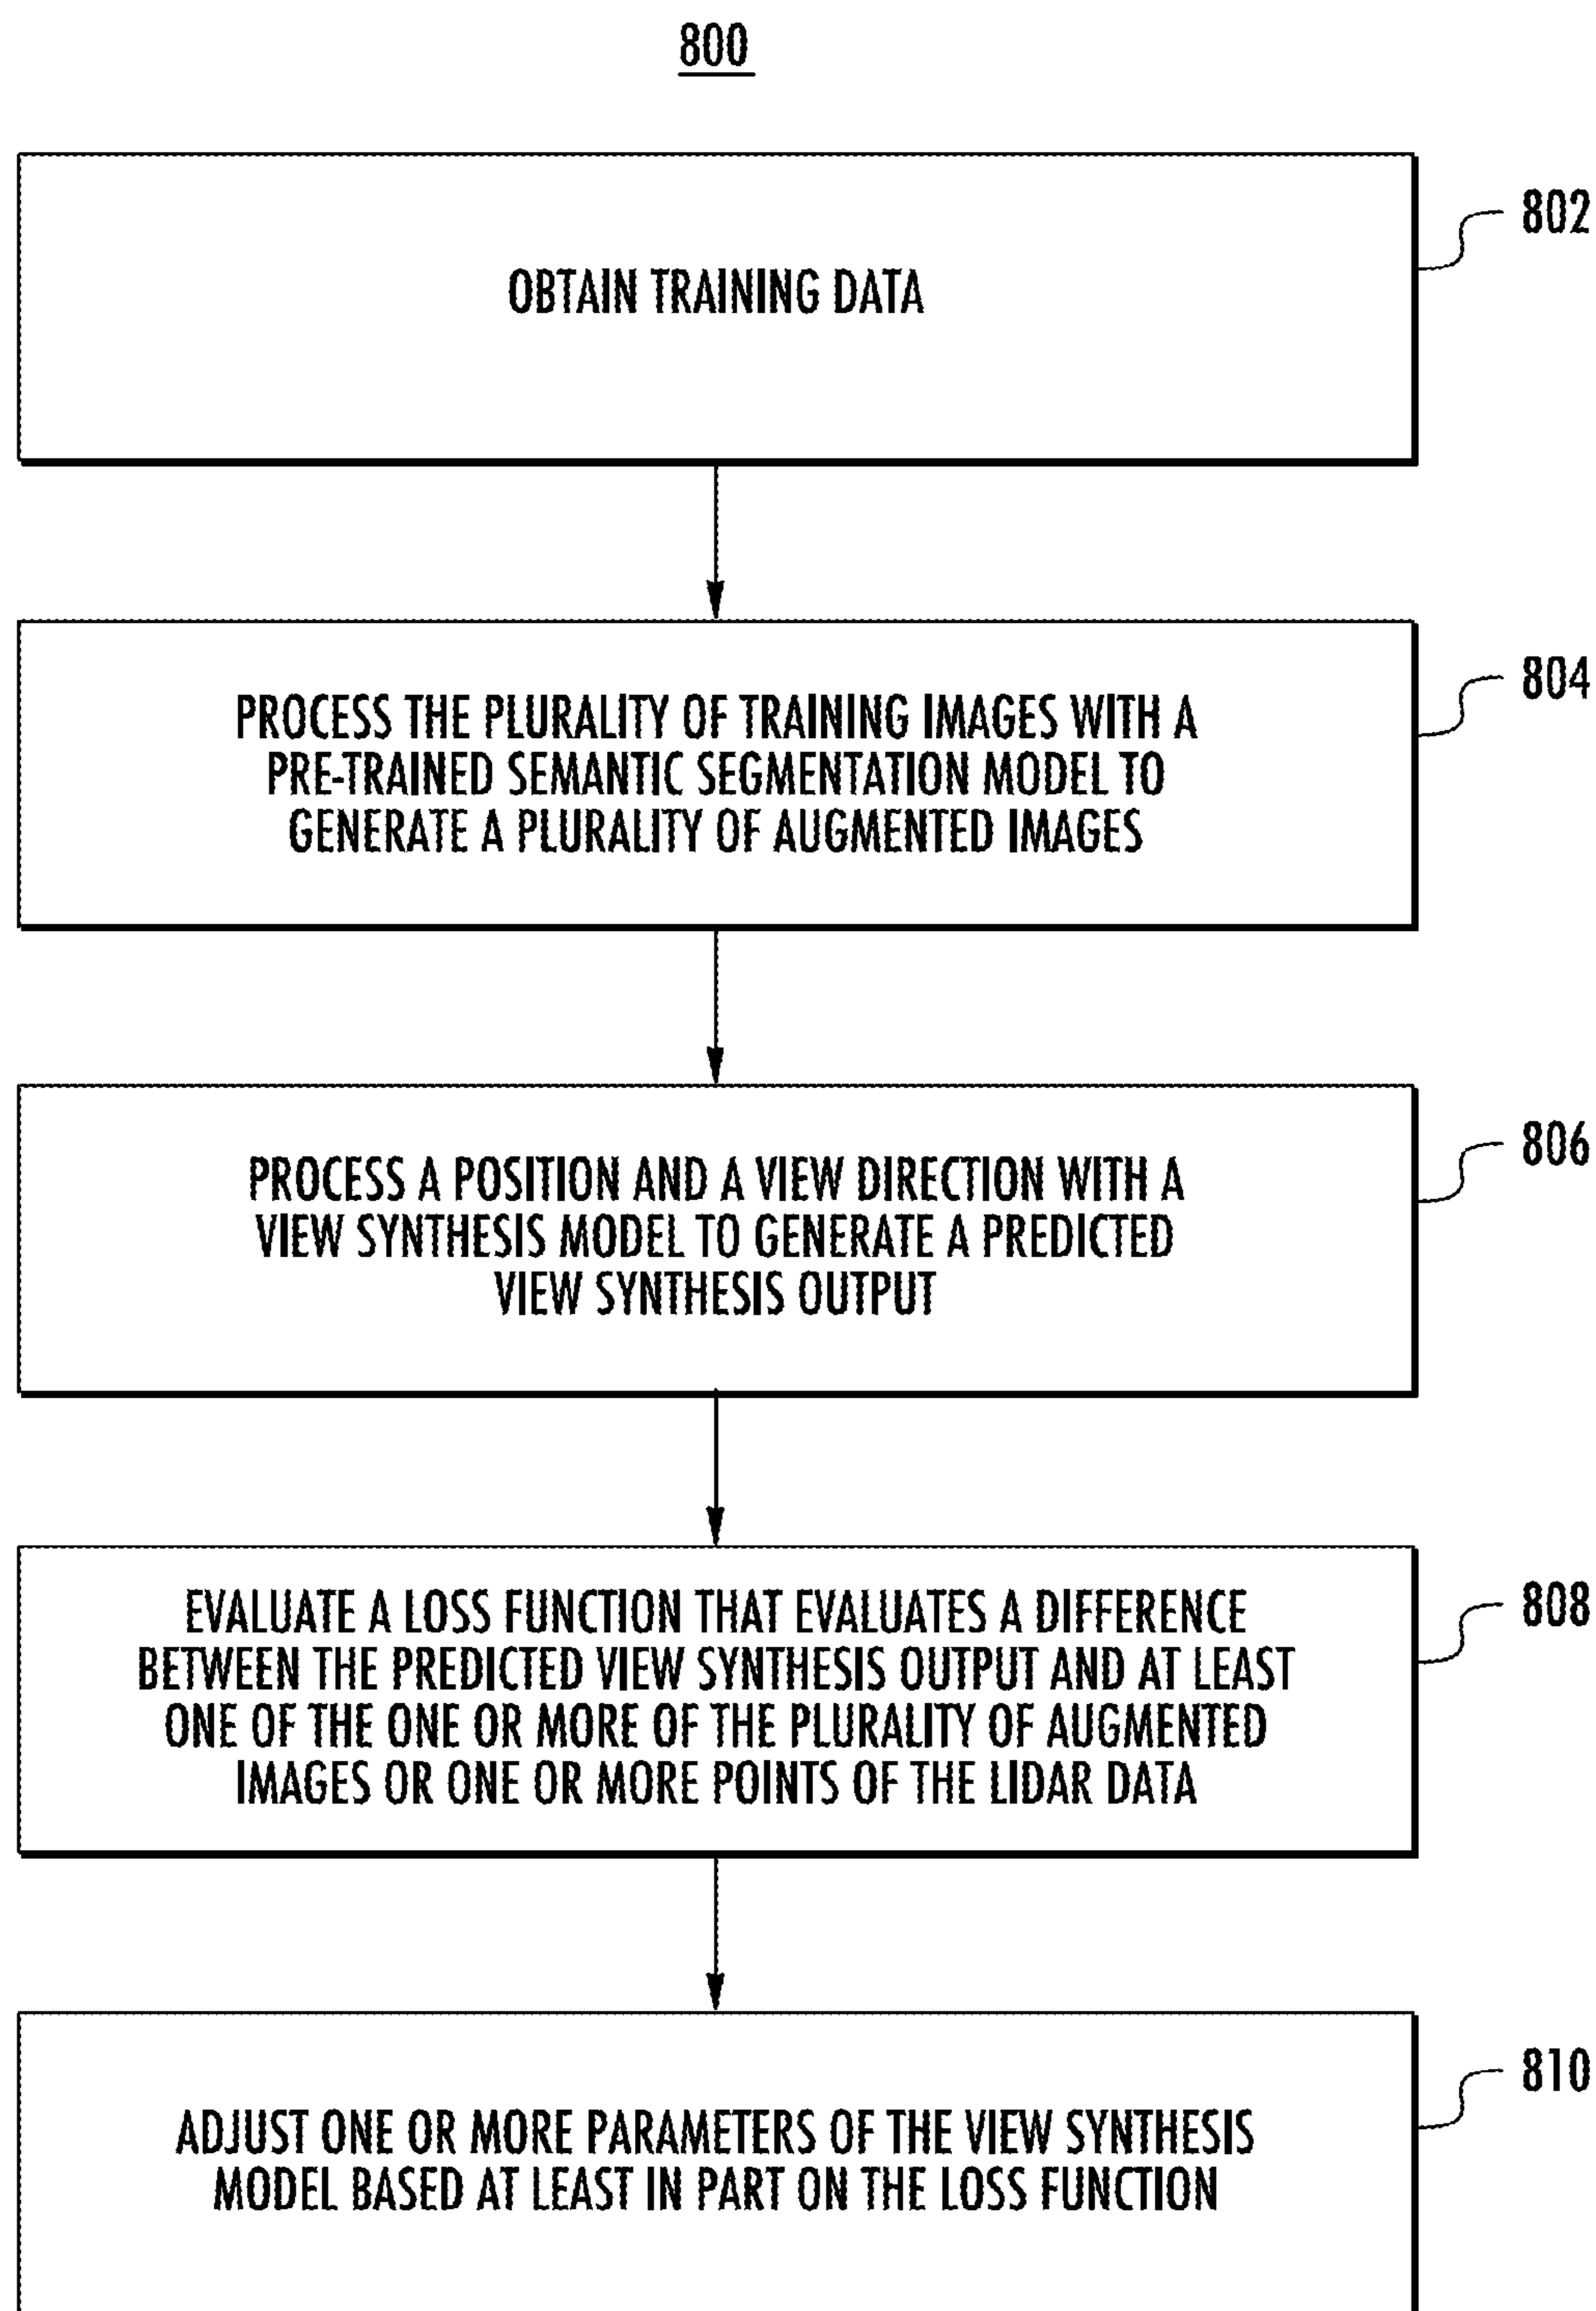 800
OBTAIN TRAINING DATA
802
PROCESS THE PLURALITY OF TRAINING IMAGES WITH A
PRE-TRAINED SEMANTIC SEGMENTATION MODEL TO
GENERATE A PLURALITY OF AUGMENTED IMAGES
804
PROCESS A POSITION AND A VIEW DIRECTION WITH A
VIEW SYNTHESIS MODEL TO GENERATE A PREDICTED
VIEW SYNTHESIS OUTPUT
806
EVALUATE A LOSS FUNCTION THAT EVALUATES A DIFFERENCE
BETWEEN THE PREDICTED VIEW SYNTHESIS OUTPUT AND AT LEAST
ONE OF THE ONE OR MORE OF THE PLURALITY OF AUGMENTED
IMAGES OR ONE OR MORE POINTS OF THE LIDAR DATA
808
ADJUST ONE OR MORE PARAMETERS OF THE VIEW SYNTHESIS
MODEL BASED AT LEAST IN PART ON THE LOSS FUNCTION
810